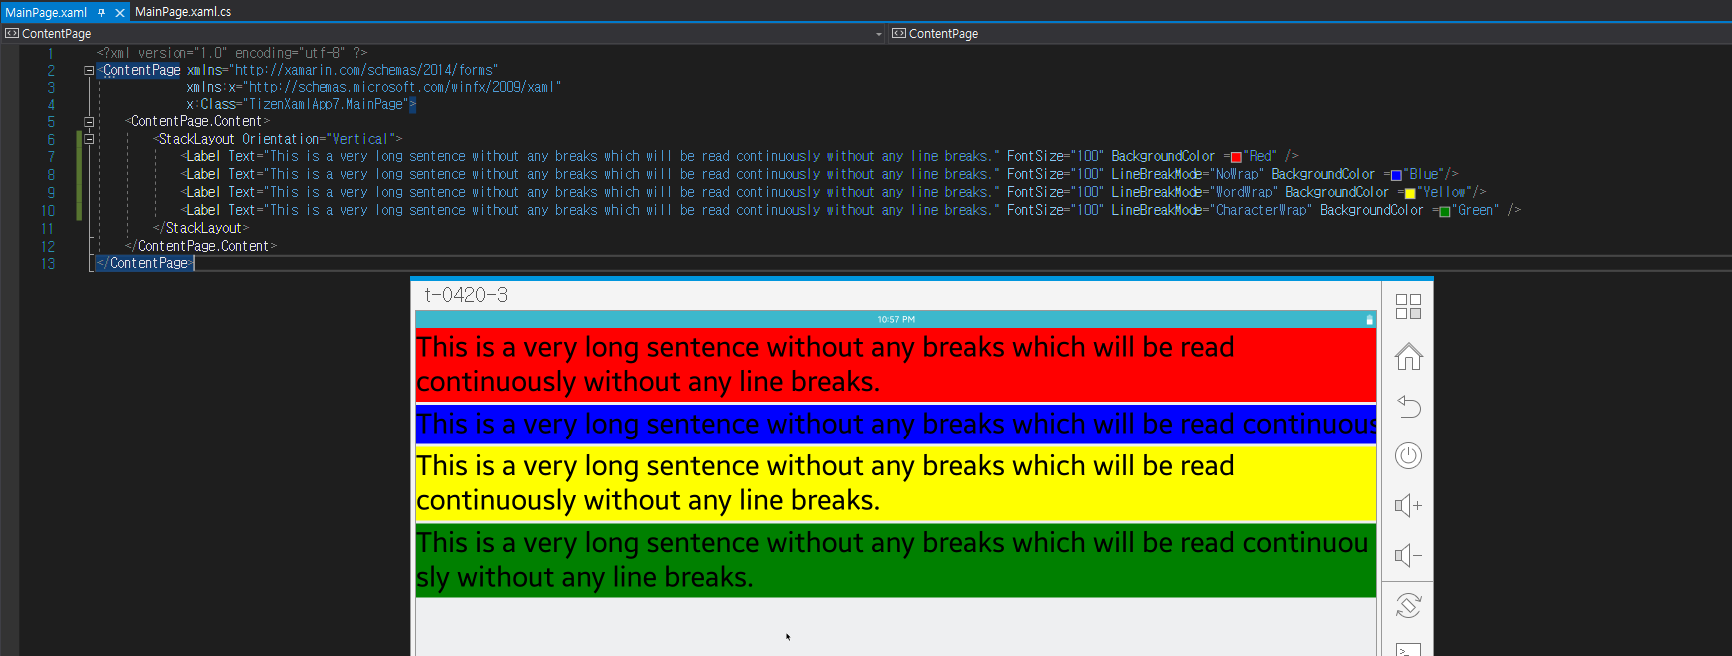 MainPage.xaml MainPage.xaml.cs
ContentPage ContentPage
1 <?xml version="1.0" encoding="utf-8" ?>
2 <ContentPage xmlns="http://xamarin.com/schemas/2014/forms"
3 xmlns:x="http://schemas.microsoft.com/winfx/2009/xaml"
4 x:Class="TizenXamlApp7.MainPage">
5 <ContentPage.Content>
6 <StackLayout Orientation="Vertical">
7 <Label Text="This is a very long sentence without any breaks which will be read continuously without any line breaks." FontSize="100" BackgroundColor ="Red" />
8 <Label Text="This is a very long sentence without any breaks which will be read continuously without any line breaks." FontSize="100" LineBreakMode="NoWrap" BackgroundColor ="Blue"/>
9 <Label Text="This is a very long sentence without any breaks which will be read continuously without any line breaks." FontSize="100" LineBreakMode="WordWrap" BackgroundColor ="Yellow"/>
10 <Label Text="This is a very long sentence without any breaks which will be read continuously without any line breaks." FontSize="100" LineBreakMode="CharacterWrap" BackgroundColor ="Green" />
11 </StackLayout>
12 </ContentPage.Content>
13 </ContentPage>
t-0420-3
10:57 PM
This is a very long sentence without any breaks which will be read
continuously without any line breaks.
This is a very long sentence without any breaks which will be read continuous
This is a very long sentence without any breaks which will be read
continuously without any line breaks.
This is a very long sentence without any breaks which will be read continuou
sly without any line breaks.